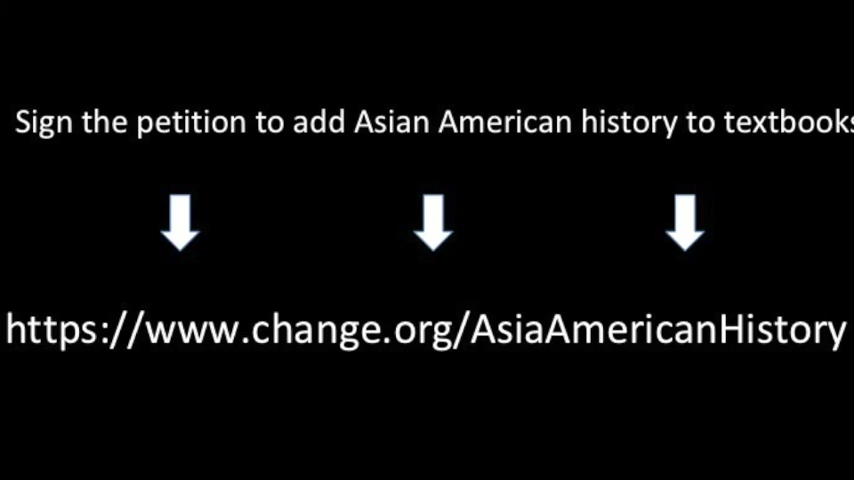 Sign the petition to add Asian American history to textbooks
https://www.change.org/AsiaAmericanHistory